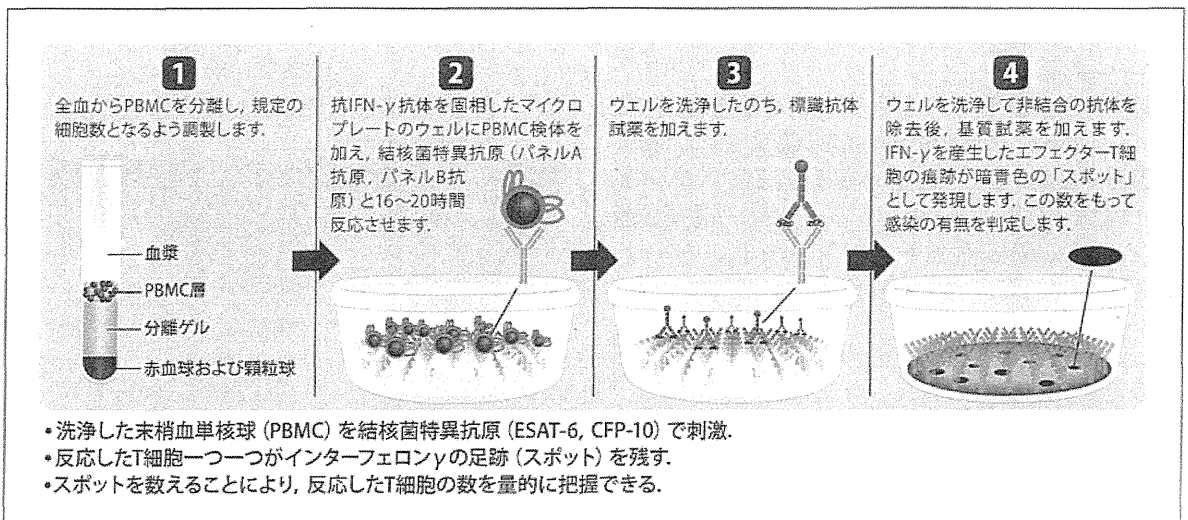 1
全血からPBMCを分離し, 規定の
細胞数となるよう調製します.
血漿
PBMC層
分離ゲル
赤血球および顆粒球
2
抗IFN-γ抗体を固相したマイクロ
プレートのウェルにPBMC検体を
加え, 結核菌特異抗原(パネルA
抗原, パネルB抗
原)と16〜20時間
反応させます.
3
ウェルを洗浄したのち, 標識抗体
試薬を加えます.
4
ウェルを洗浄して非結合の抗体を
除去後, 基質試薬を加えます.
IFN-γを産生したエフェクターT細
胞の痕跡が暗青色の「スポット」
として発現します. この数をもって
感染の有無を判定します.
•洗浄した末梢血単核球(PBMC)を結核菌特異抗原(ESAT-6, CFP-10)で刺激.
•反応したT細胞一つ一つがインターフェロンγの足跡(スポット)を残す.
•スポットを数えることにより, 反応したT細胞の数を量的に把握できる.